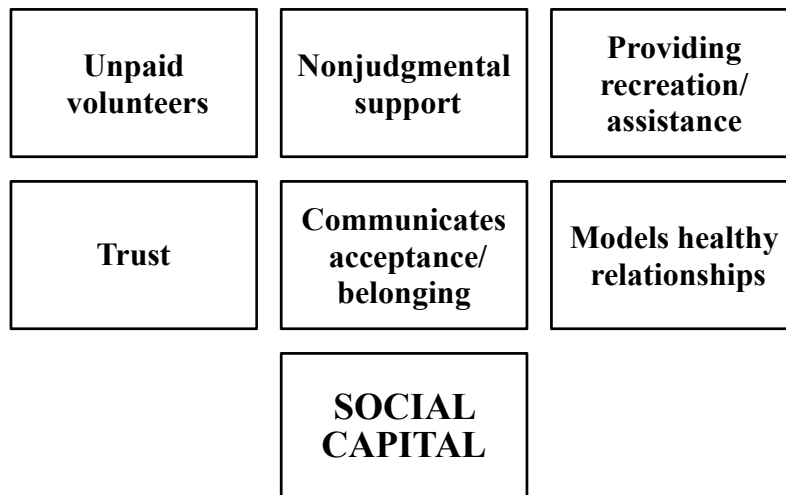 Unpaid
volunteers
Nonjudgmental
support
Providing
recreation/
assistance
Trust
Communicates
acceptance/
belonging
Models healthy
relationships
SOCIAL
CAPITAL